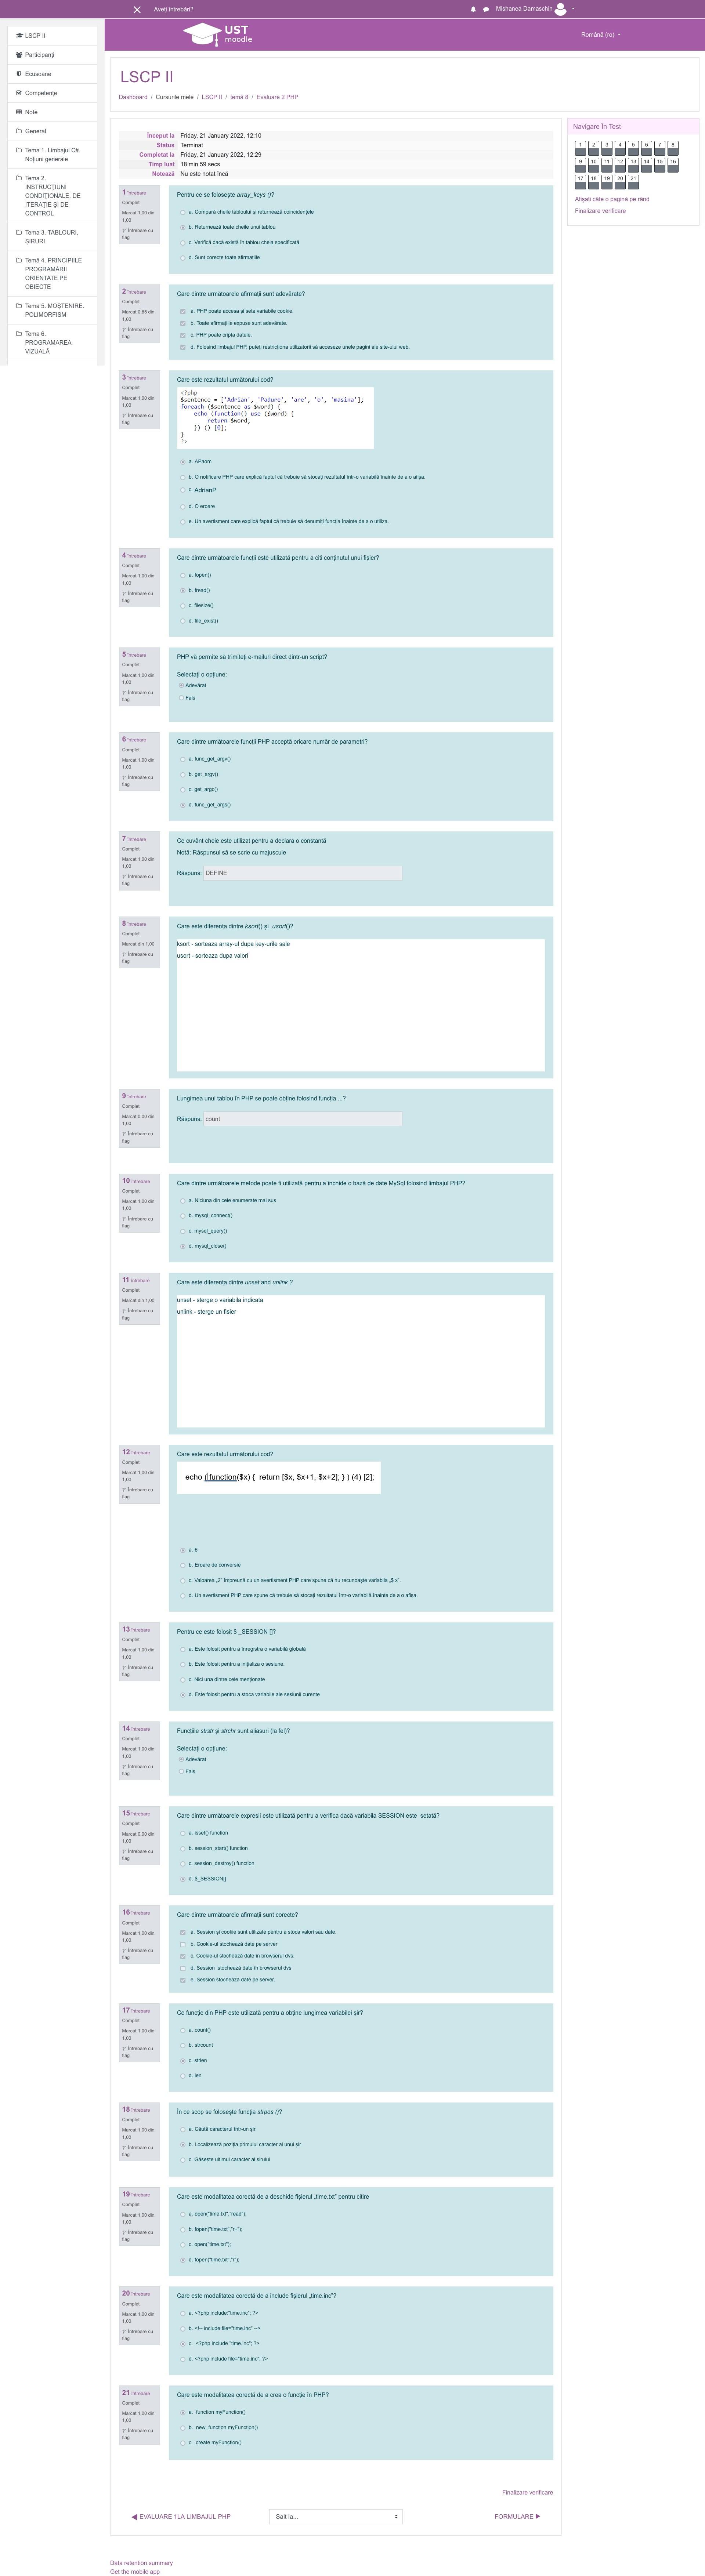 Aveți întrebări?
Mishanea Damaschin
UST
moodle
Română (ro)
LSCP II
Participanți
Ecusoane
Competențe
Note
General
Tema 1. Limbajul C#.
Noțiuni generale
Tema 2.
INSTRUCŢIUNI
CONDIŢIONALE, DE
ITERAŢIE ŞI DE
CONTROL
Tema 3. TABLOURI,
ŞIRURI
Temă 4. PRINCIPIILE
PROGRAMĂRII
ORIENTATE PE
OBIECTE
Tema 5. MOȘTENIRE.
POLIMORFISM
Tema 6.
PROGRAMAREA
VIZUALĂ
LSCP II
Dashboard / Cursurile mele / LSCP II / temă 8 / Evaluare 2 PHP
Început la Friday, 21 January 2022, 12:10
Status Terminat
Completat la Friday, 21 January 2022, 12:29
Timp luat 18 min 59 secs
Notează Nu este notat încă
Navigare în Test
1 2 3 4 5 6 7 8
9 10 11 12 13 14 15 16
17 18 19 20 21
Afișați câte o pagină pe rând
Finalizare verificare
1 Întrebare
Complet
Marcat 1,00 din
1,00
Întrebare cu
flag
Pentru ce se folosește array_keys ()?
a. Compară cheile tabloului și returnează coincidențele
b. Returnează toate cheile unui tablou
c. Verifică dacă există în tablou cheia specificată
d. Sunt corecte toate afirmațiile
2 Întrebare
Complet
Marcat 0,85 din
1,00
Întrebare cu
flag
Care dintre următoarele afirmații sunt adevărate?
a. PHP poate accesa și seta variabile cookie.
b. Toate afirmațiile expuse sunt adevărate.
c. PHP poate cripta datele.
d. Folosind limbajul PHP, puteți restricționa utilizatorii să acceseze unele pagini ale site-ului web.
3 Întrebare
Complet
Marcat 1,00 din
1,00
Întrebare cu
flag
Care este rezultatul următorului cod?
<?php
$sentence = ['Adrian', 'Padure', 'are', 'o', 'masina'];
foreach ($sentence as $word) {
echo (function() use ($word) {
return $word;
}) () [0];
}
?>
a. APaom
b. O notificare PHP care explică faptul că trebuie să stocați rezultatul într-o variabilă înainte de a o afișa.
c. AdrianP
d. O eroare
e. Un avertisment care explică faptul că trebuie să denumiți funcția înainte de a o utiliza.
4 Întrebare
Complet
Marcat 1,00 din
1,00
Întrebare cu
flag
Care dintre următoarele funcții este utilizată pentru a citi conținutul unui fișier?
a. fopen()
b. fread()
c. filesize()
d. file_exist()
5 Întrebare
Complet
Marcat 1,00 din
1,00
Întrebare cu
flag
PHP vă permite să trimiteți e-mailuri direct dintr-un script?
Selectați o opțiune:
Adevărat
Fals
6 Întrebare
Complet
Marcat 1,00 din
1,00
Întrebare cu
flag
Care dintre următoarele funcții PHP acceptă oricare număr de parametri?
a. func_get_argv()
b. get_argv()
c. get_argc()
d. func_get_args()
7 Întrebare
Complet
Marcat 1,00 din
1,00
Întrebare cu
flag
Ce cuvânt cheie este utilizat pentru a declara o constantă
Notă: Răspunsul să se scrie cu majuscule
Răspuns: DEFINE
8 Întrebare
Complet
Marcat din 1,00
Întrebare cu
flag
Care este diferența dintre ksort() și usort()?
ksort - sorteaza array-ul dupa key-urile sale
usort - sorteaza dupa valori
9 Întrebare
Complet
Marcat 0,00 din
1,00
Întrebare cu
flag
Lungimea unui tablou în PHP se poate obține folosind funcția ...?
Răspuns: count
10 Întrebare
Complet
Marcat 1,00 din
1,00
Întrebare cu
flag
Care dintre următoarele metode poate fi utilizată pentru a închide o bază de date MySql folosind limbajul PHP?
a. Niciuna din cele enumerate mai sus
b. mysql_connect()
c. mysql_query()
d. mysql_close()
11 Întrebare
Complet
Marcat din 1,00
Întrebare cu
flag
Care este diferența dintre unset and unlink ?
unset - sterge o variabila indicata
unlink - sterge un fisier
12 Întrebare
Complet
Marcat 1,00 din
1,00
Întrebare cu
flag
Care este rezultatul următorului cod?
echo ( function($x) { return [$x, $x+1, $x+2]; } ) (4) [2];
a. 6
b. Eroare de conversie
c. Valoarea „2” împreună cu un avertisment PHP care spune că nu recunoaște variabila „$ x”.
d. Un avertisment PHP care spune că trebuie să stocați rezultatul într-o variabilă înainte de a o afișa.
13 Întrebare
Complet
Marcat 1,00 din
1,00
Întrebare cu
flag
Pentru ce este folosit $ _SESSION []?
a. Este folosit pentru a înregistra o variabilă globală
b. Este folosit pentru a inițializa o sesiune.
c. Nici una dintre cele menționate
d. Este folosit pentru a stoca variabile ale sesiunii curente
14 Întrebare
Complet
Marcat 1,00 din
1,00
Întrebare cu
flag
Funcțiile strstr și strchr sunt aliasuri (la fel)?
Selectați o opțiune:
Adevărat
Fals
15 Întrebare
Complet
Marcat 0,00 din
1,00
Întrebare cu
flag
Care dintre următoarele expresii este utilizată pentru a verifica dacă variabila SESSION este setată?
a. isset() function
b. session_start() function
c. session_destroy() function
d. $_SESSION[]
16 Întrebare
Complet
Marcat 1,00 din
1,00
Întrebare cu
flag
Care dintre următoarele afirmații sunt corecte?
a. Session și cookie sunt utilizate pentru a stoca valori sau date.
b. Cookie-ul stochează date pe server
c. Cookie-ul stochează date în browserul dvs.
d. Session stochează date în browserul dvs
e. Session stochează date pe server.
17 Întrebare
Complet
Marcat 1,00 din
1,00
Întrebare cu
flag
Ce funcție din PHP este utilizată pentru a obține lungimea variabilei șir?
a. count()
b. strcount
c. strlen
d. len
18 Întrebare
Complet
Marcat 1,00 din
1,00
Întrebare cu
flag
În ce scop se folosește funcția strpos ()?
a. Căută caracterul într-un șir
b. Localizează poziția primului caracter al unui șir
c. Găsește ultimul caracter al șirului
19 Întrebare
Complet
Marcat 1,00 din
1,00
Întrebare cu
flag
Care este modalitatea corectă de a deschide fișierul „time.txt” pentru citire
a. open("time.txt","read");
b. fopen("time.txt","r+");
c. open("time.txt");
d. fopen("time.txt","r");
20 Întrebare
Complet
Marcat 1,00 din
1,00
Întrebare cu
flag
Care este modalitatea corectă de a include fișierul „time.inc”?
a. <?php include:"time.inc"; ?>
b. <!-- include file="time.inc" -->
c. <?php include "time.inc"; ?>
d. <?php include file="time.inc"; ?>
21 Întrebare
Complet
Marcat 1,00 din
1,00
Întrebare cu
flag
Care este modalitatea corectă de a crea o funcție în PHP?
a. function myFunction()
b. new_function myFunction()
c. create myFunction()
Finalizare verificare
◀ EVALUARE 1LA LIMBAJUL PHP
Salt la...
FORMULARE ▶
Data retention summary
Get the mobile app